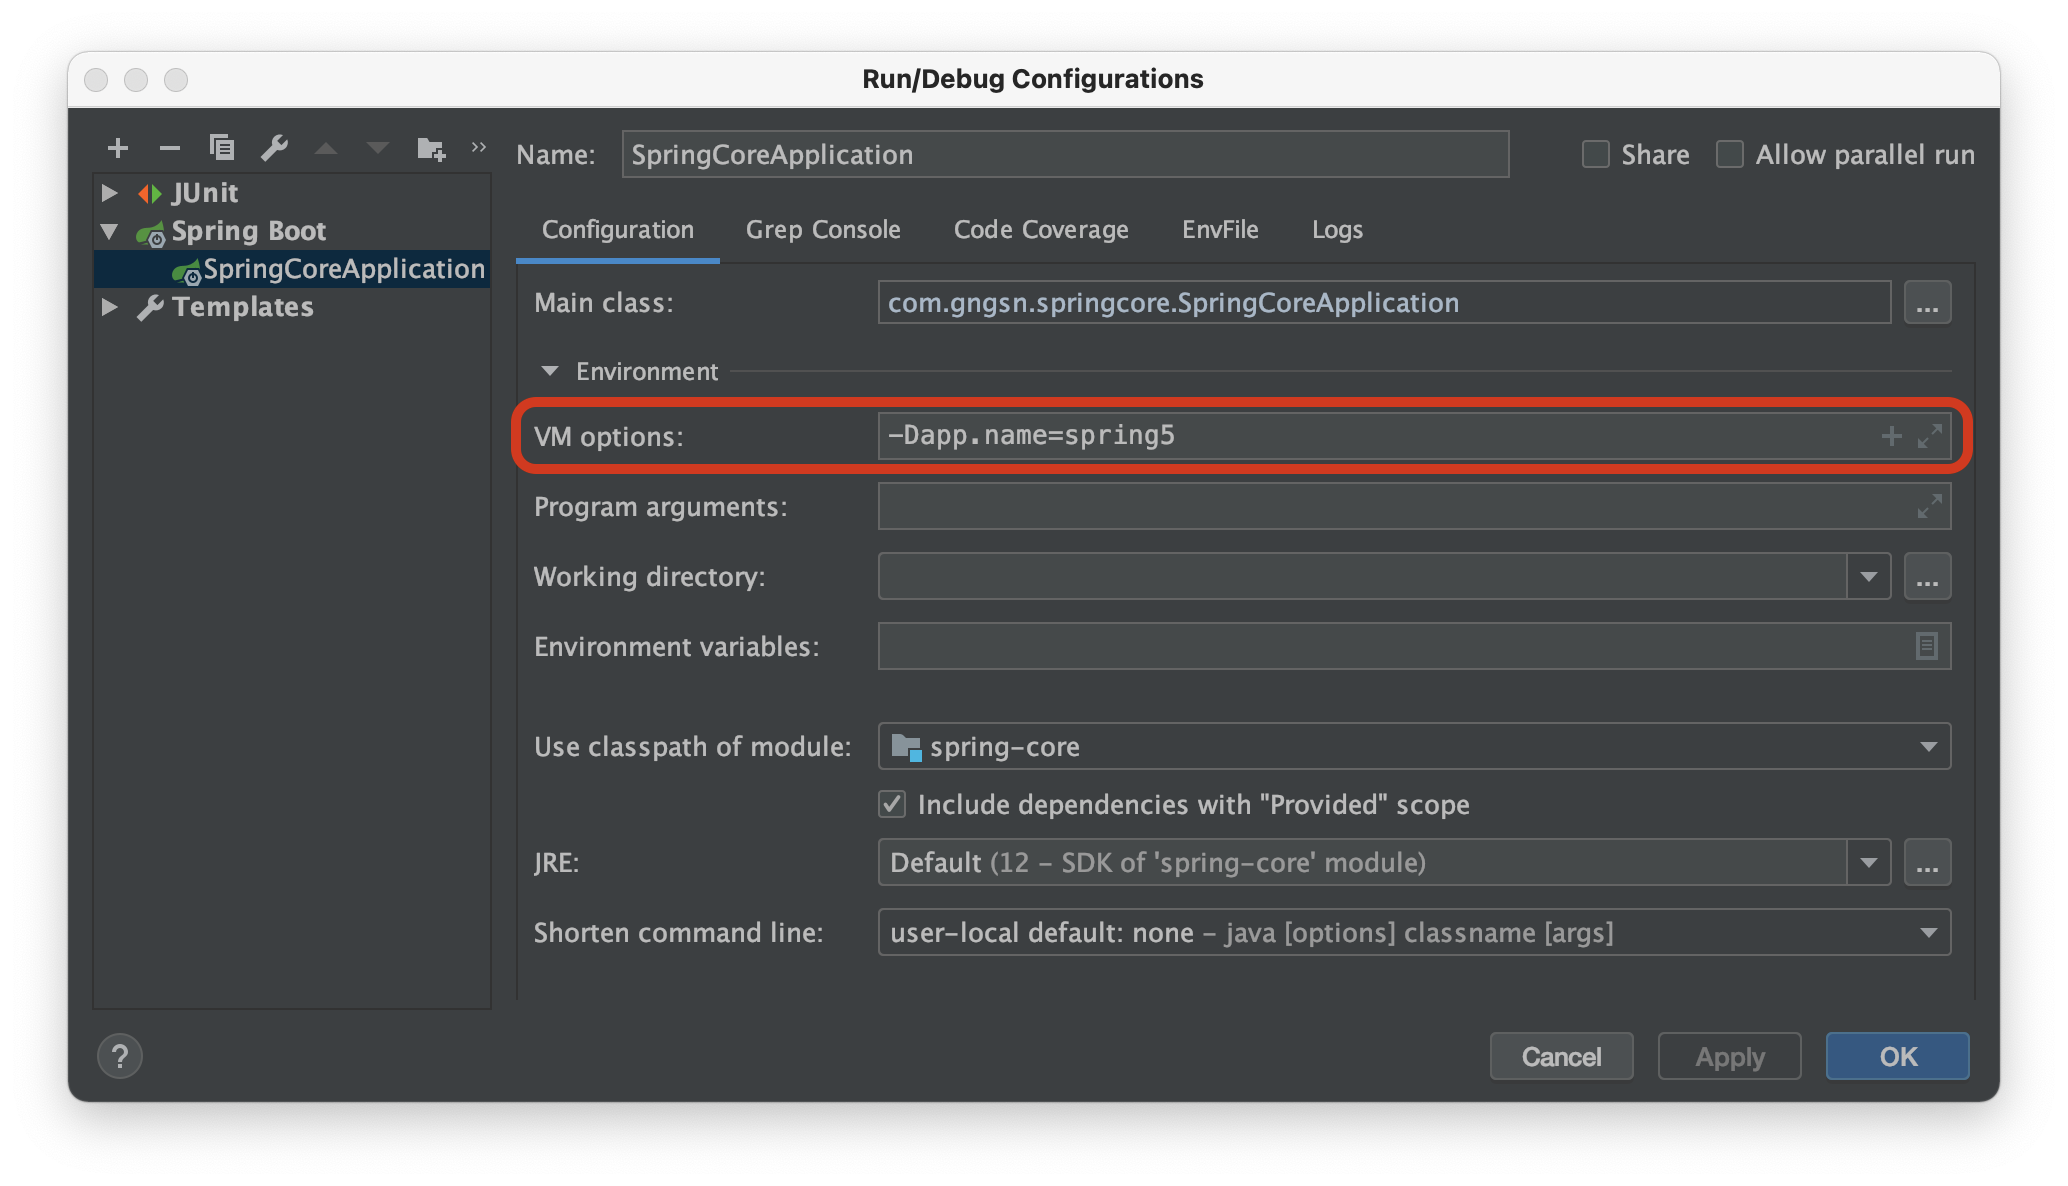 Run/Debug Configurations
Name: SpringCoreApplication Share Allow parallel run
JUnit
Spring Boot
SpringCoreApplication
Templates
Configuration Grep Console Code Coverage EnvFile Logs
Main class: com.gngsn.springcore.SpringCoreApplication ...
Environment
VM options: -Dapp.name=spring5
Program arguments:
Working directory: ...
Environment variables:
Use classpath of module: spring-core
Include dependencies with "Provided" scope
JRE: Default (12 - SDK of 'spring-core' module) ...
Shorten command line: user-local default: none - java [options] classname [args]
? Cancel Apply OK